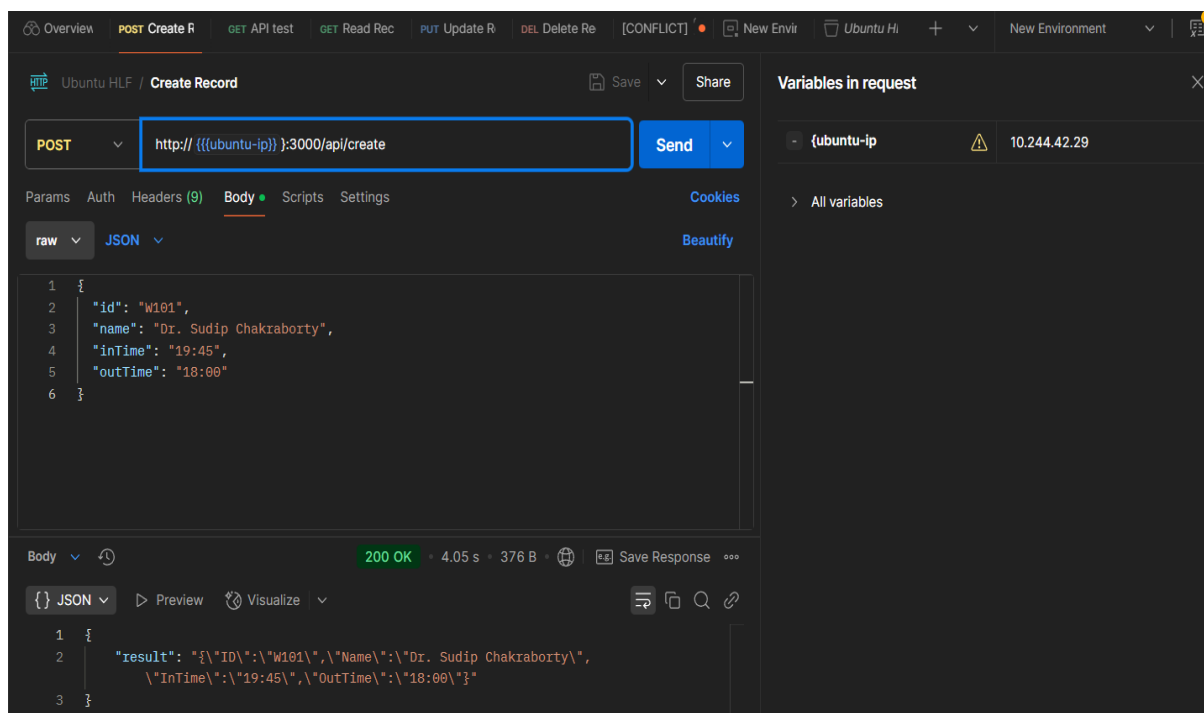 Overview POST Create R GET API test GET Read Rec PUT Update R DEL Delete Re [CONFLICT] New Envir Ubuntu HL New Environment
HTTP Ubuntu HLF / Create Record Save Share Variables in request
POST http:// {{{ubuntu-ip}} }:3000/api/create Send - {ubuntu-ip 10.244.42.29
Params Auth Headers (9) Body Scripts Settings Cookies
All variables
raw JSON Beautify
1 {
2 "id": "W101",
3 "name": "Dr. Sudip Chakraborty",
4 "inTime": "19:45",
5 "outTime": "18:00"
6 }
Body 200 OK • 4.05 s • 376 B • e.g. Save Response
{} JSON Preview Visualize
1 {
2 "result": "{\"ID\":\"W101\",\"Name\":\"Dr. Sudip Chakraborty\",
\"InTime\":\"19:45\",\"OutTime\":\"18:00\"}"
3 }